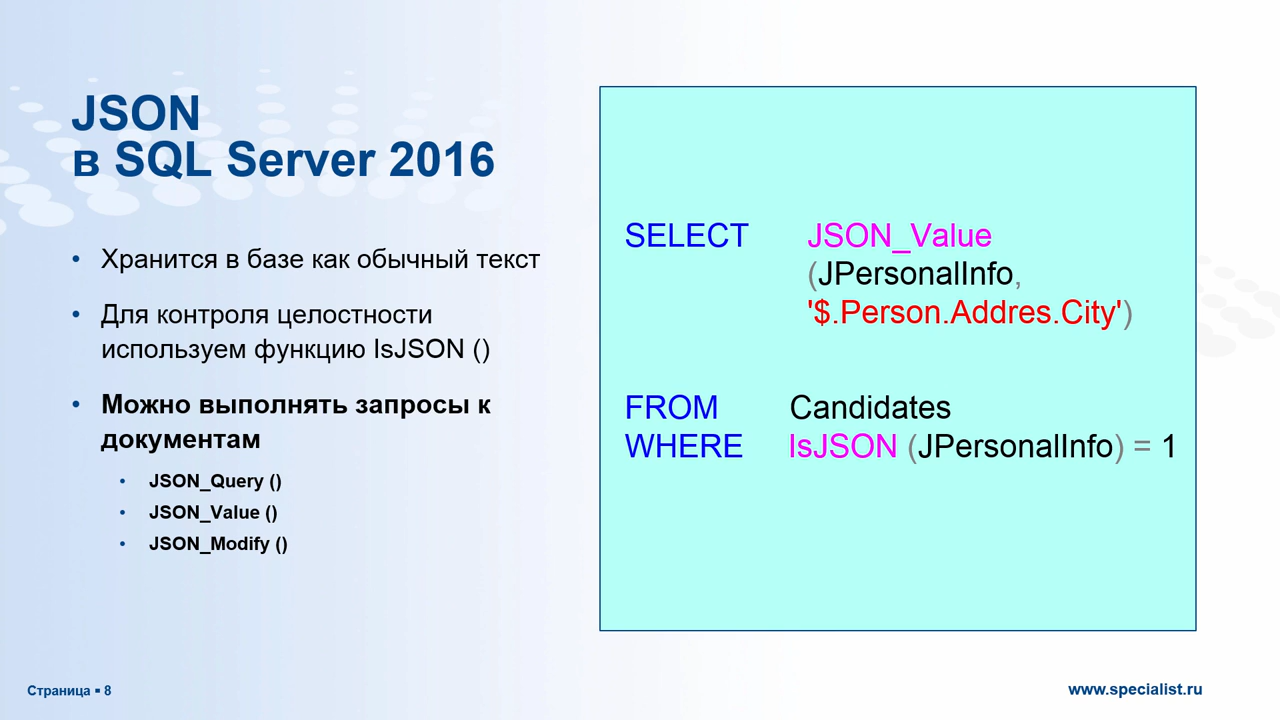 JSON
в SQL Server 2016
• Хранится в базе как обычный текст
• Для контроля целостности
используем функцию IsJSON ()
• Можно выполнять запросы к
документам
• JSON_Query ()
• JSON_Value ()
• JSON_Modify ()
SELECT JSON_Value
(JPersonalInfo,
'$.Person.Addres.City')
FROM Candidates
WHERE IsJSON (JPersonalInfo) = 1
Страница ▪ 8
www.specialist.ru